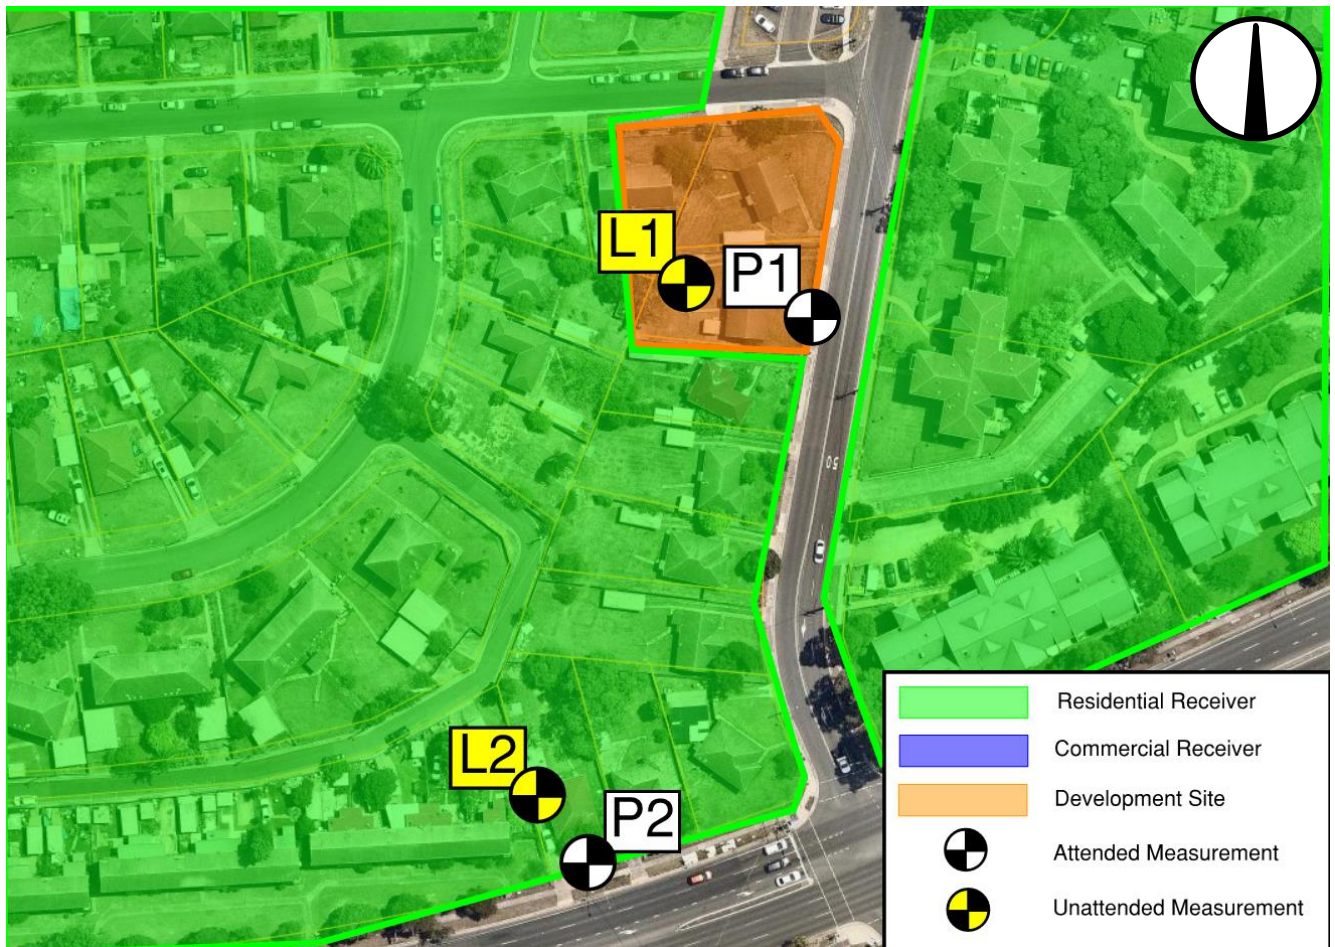 L1
P1
50
L2
P2
Residential Receiver
Commercial Receiver
Development Site
Attended Measurement
Unattended Measurement